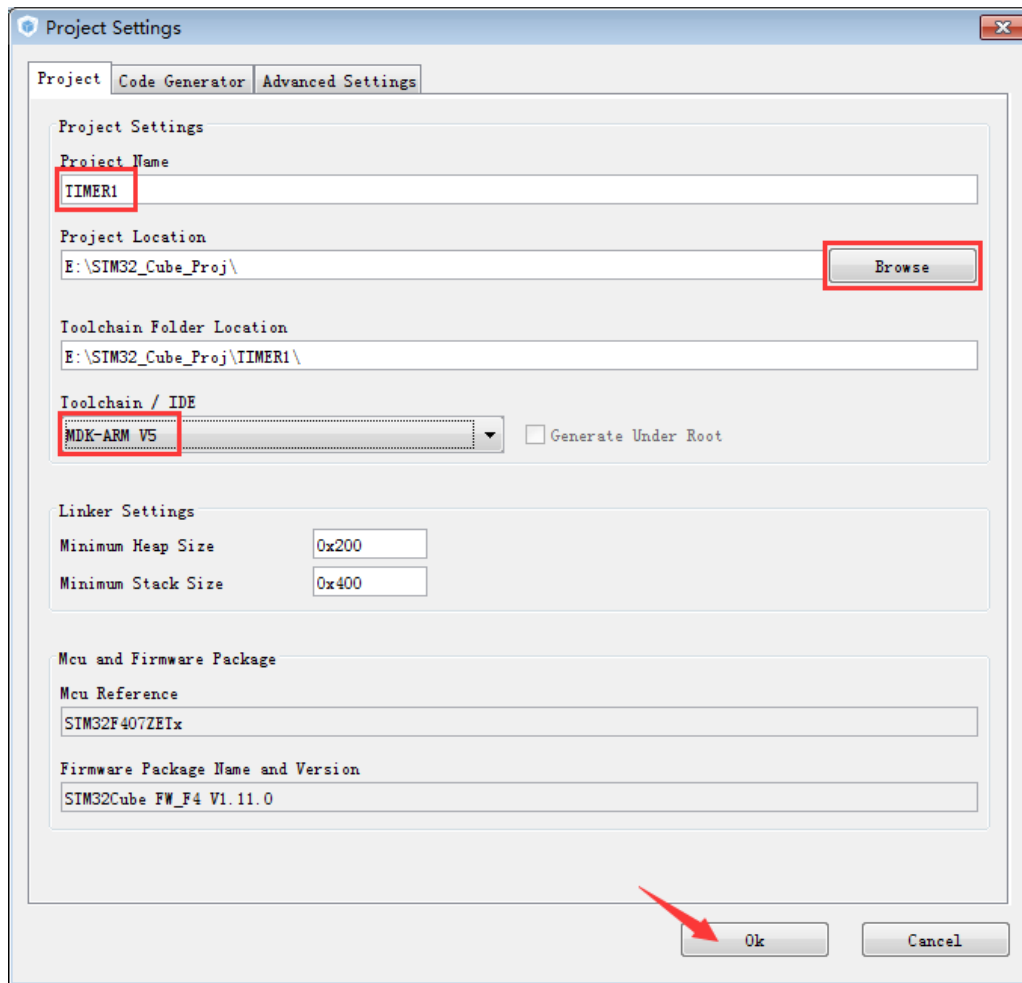 Project Settings
Project Code Generator Advanced Settings
Project Settings
Project Name
TIMER1
Project Location
E:\STM32_Cube_Proj\ Browse
Toolchain Folder Location
E:\STM32_Cube_Proj\TIMER1\
Toolchain / IDE
MDK-ARM V5 Generate Under Root
Linker Settings
Minimum Heap Size 0x200
Minimum Stack Size 0x400
Mcu and Firmware Package
Mcu Reference
STM32F407ZETx
Firmware Package Name and Version
STM32Cube FW_F4 V1.11.0
Ok Cancel